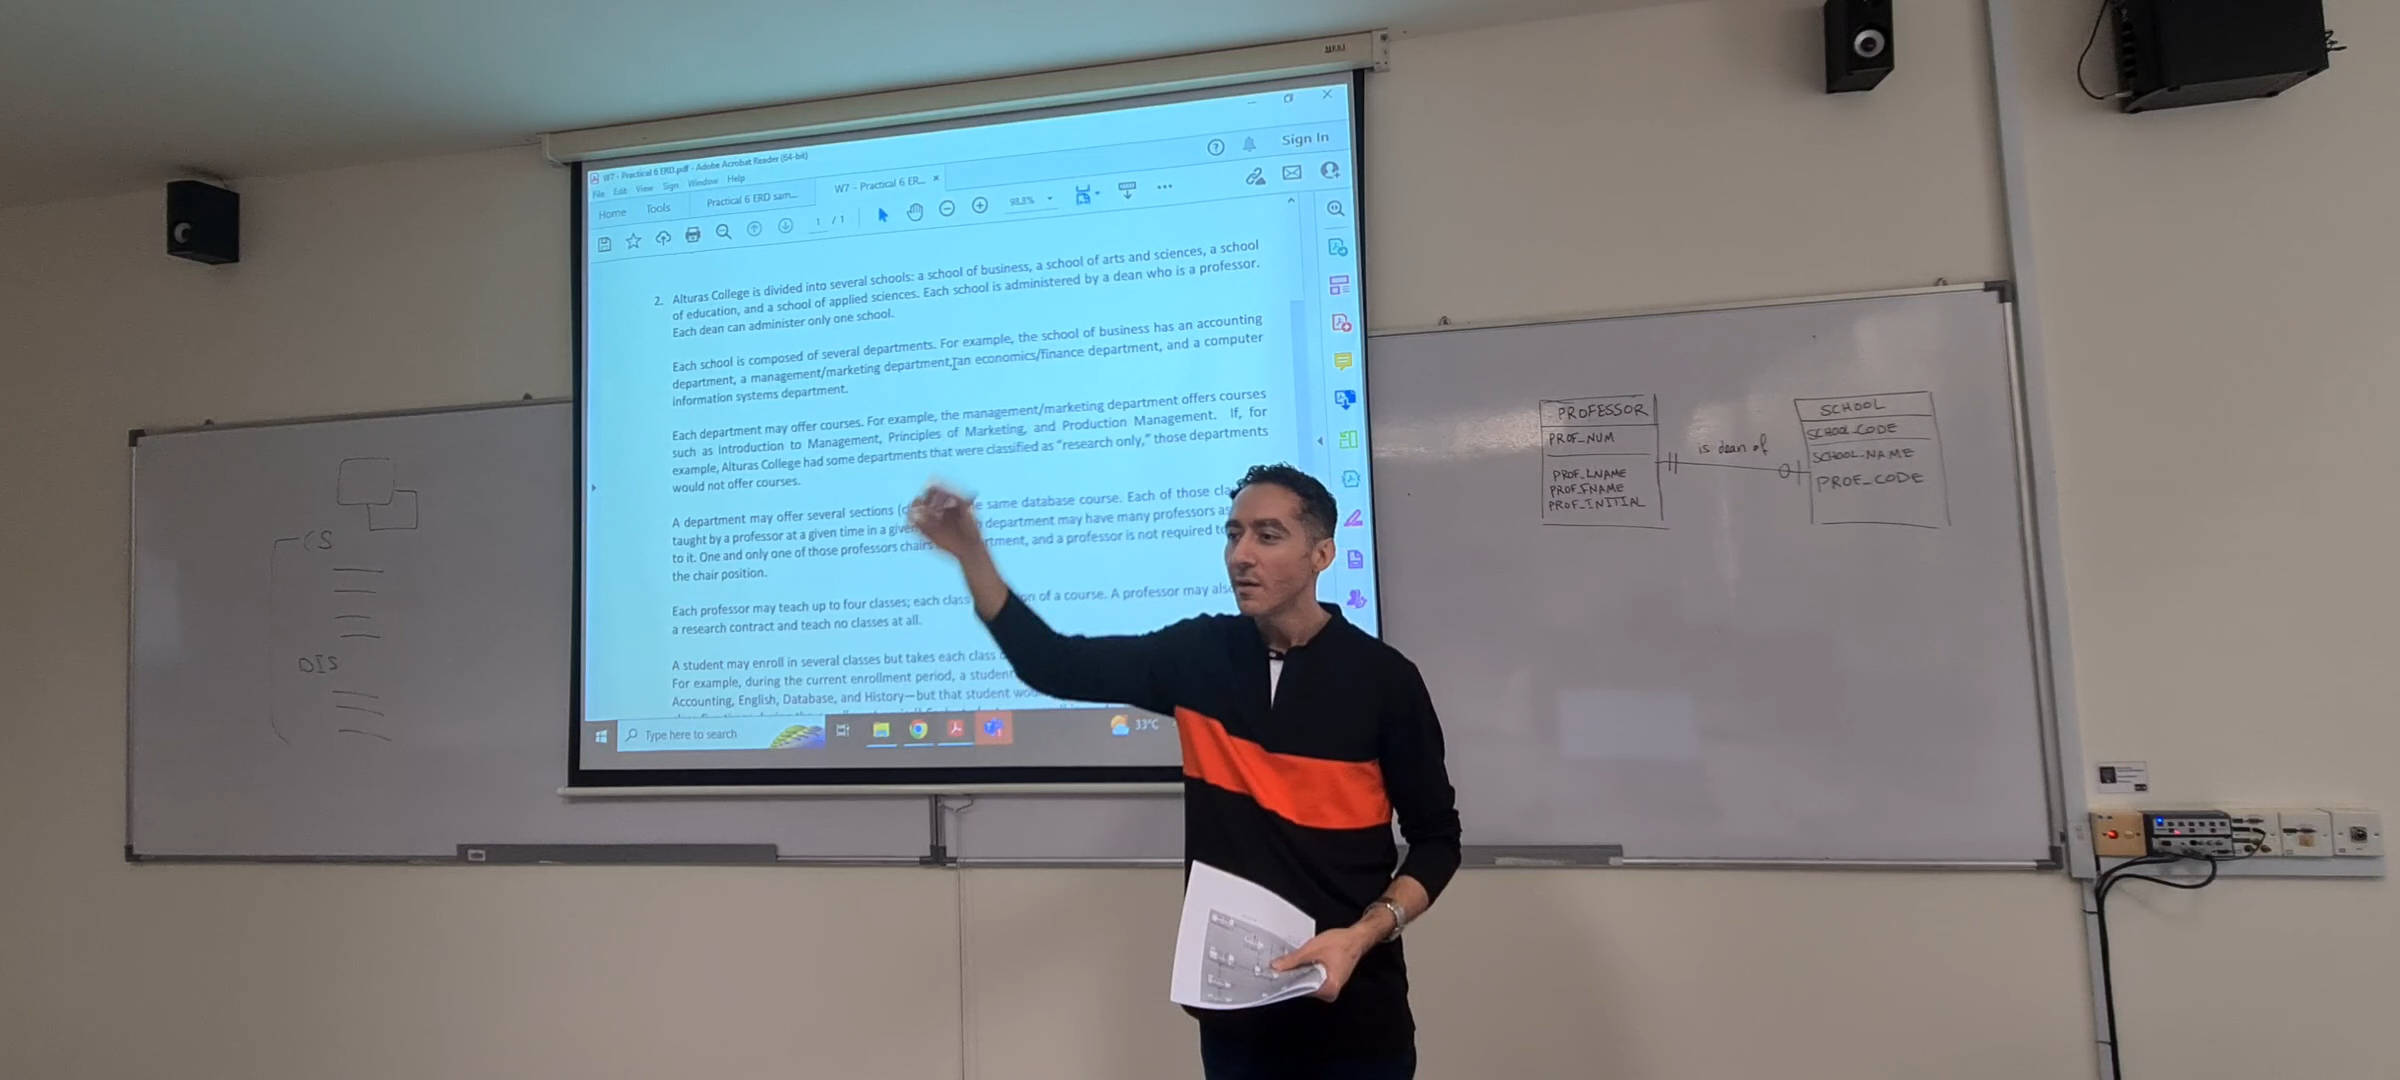 W7 - Practical 6 ERD.pdf - Adobe Acrobat Reader (64-bit)
File Edit View Sign Window Help
Home Tools Practical 6 ERD sam... W7 - Practical 6 ER... ×
Sign In
1 / 1
98.8%
2. Alturas College is divided into several schools: a school of business, a school of arts and sciences, a school
of education, and a school of applied sciences. Each school is administered by a dean who is a professor.
Each dean can administer only one school.
Each school is composed of several departments. For example, the school of business has an accounting
department, a management/marketing department, an economics/finance department, and a computer
information systems department.
Each department may offer courses. For example, the management/marketing department offers courses
such as Introduction to Management, Principles of Marketing, and Production Management. If, for
example, Alturas College had some departments that were classified as “research only,” those departments
would not offer courses.
A department may offer several sections same database course. Each of those
taught by a professor at a given time in a department may have many professors
to it. One and only one of those professors chairs and a professor is not required to
the chair position.
Each professor may teach up to four classes; each class of a course. A professor may also
a research contract and teach no classes at all.
A student may enroll in several classes but takes each class
For example, during the current enrollment period, a student
Accounting, English, Database, and History—but that student
Type here to search
33°C
CS
DIS
PROFESSOR
PROF_NUM
PROF_LNAME
PROF_FNAME
PROF_INITIAL
is dean of
SCHOOL
SCHOOL_CODE
SCHOOL_NAME
PROF_CODE